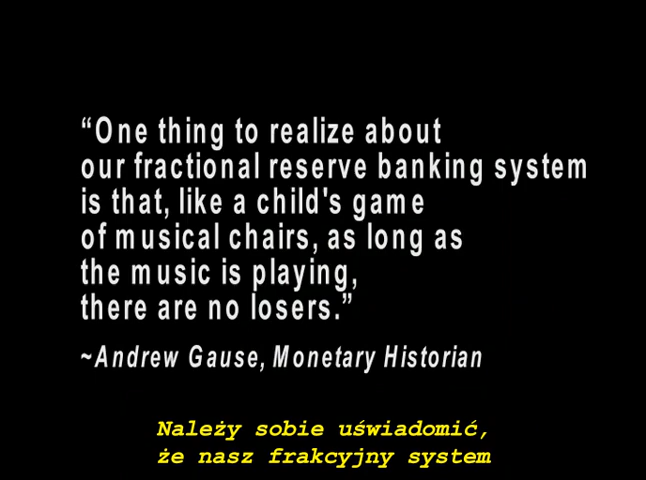 “One thing to realize about
our fractional reserve banking system
is that, like a child's game
of musical chairs, as long as
the music is playing,
there are no losers.”
~Andrew Gause, Monetary Historian
Należy sobie uświadomić,
że nasz frakcyjny system